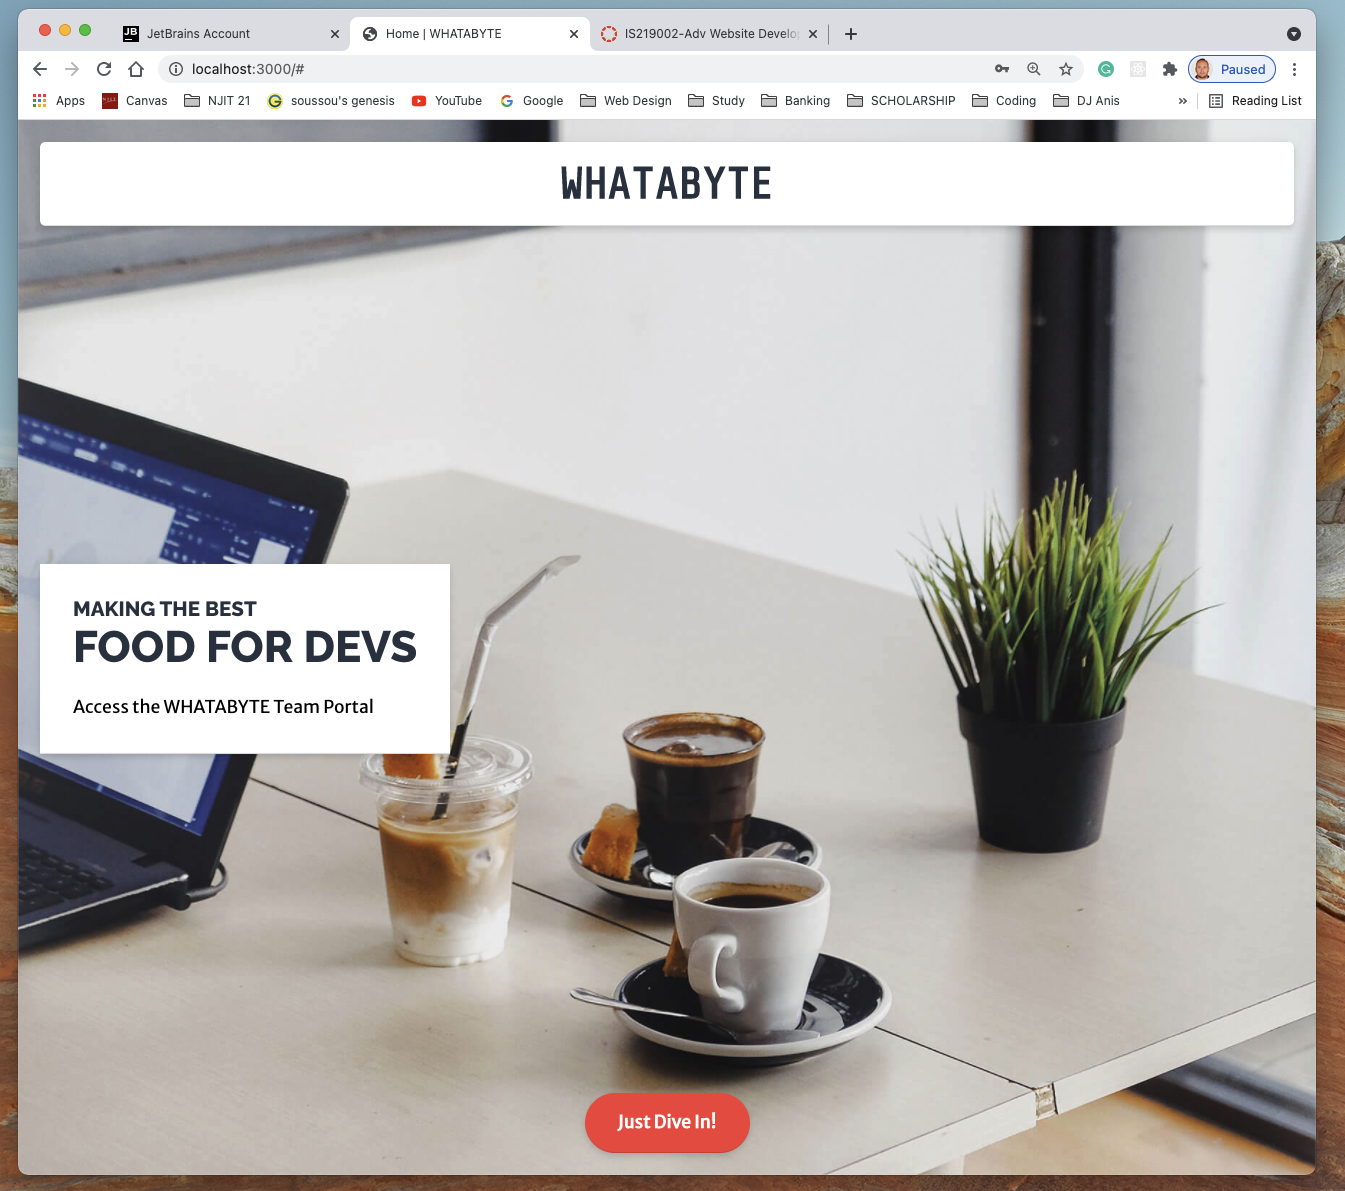 JB JetBrains Account
Home | WHATABYTE
IS219002-Adv Website Develo
localhost:3000/#
Paused
Apps
Canvas
NJIT 21
soussou's genesis
YouTube
Google
Web Design
Study
Banking
SCHOLARSHIP
Coding
DJ Anis
»
Reading List
WHATABYTE
MAKING THE BEST
FOOD FOR DEVS
Access the WHATABYTE Team Portal
Just Dive In!